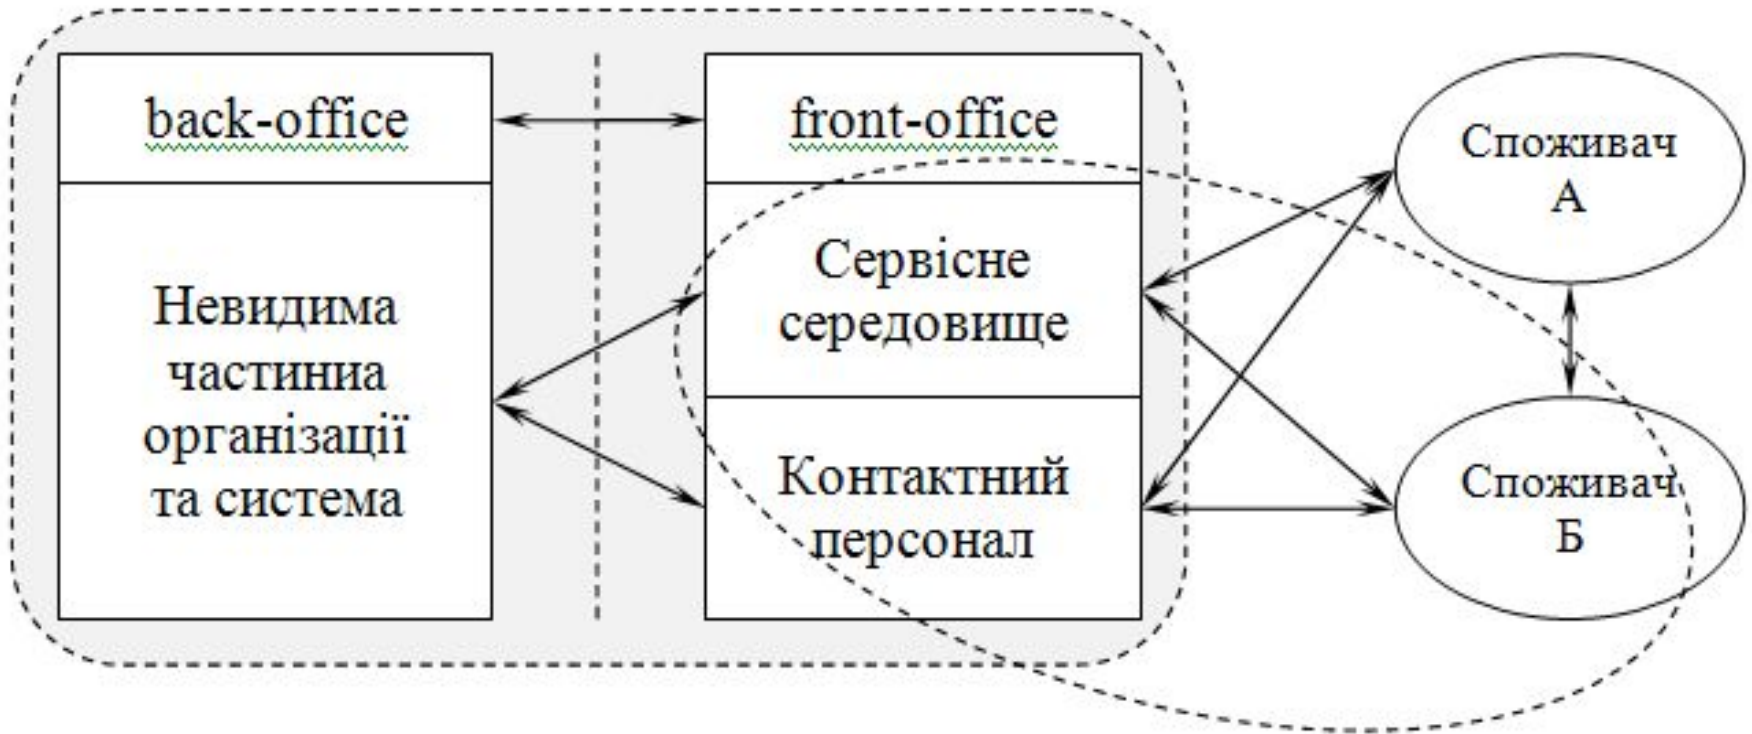 back-office
front-office
Невидима
частиниа
організації
та система
Сервісне
середовище
Контактний
персонал
Споживач
А
Споживач
Б